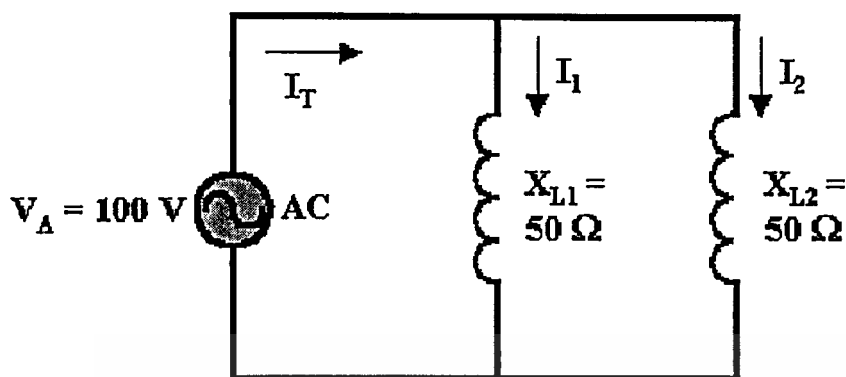 I_T
I_1
I_2
V_A = 100 V
AC
X_L1 =
50 Ω
X_L2 =
50 Ω